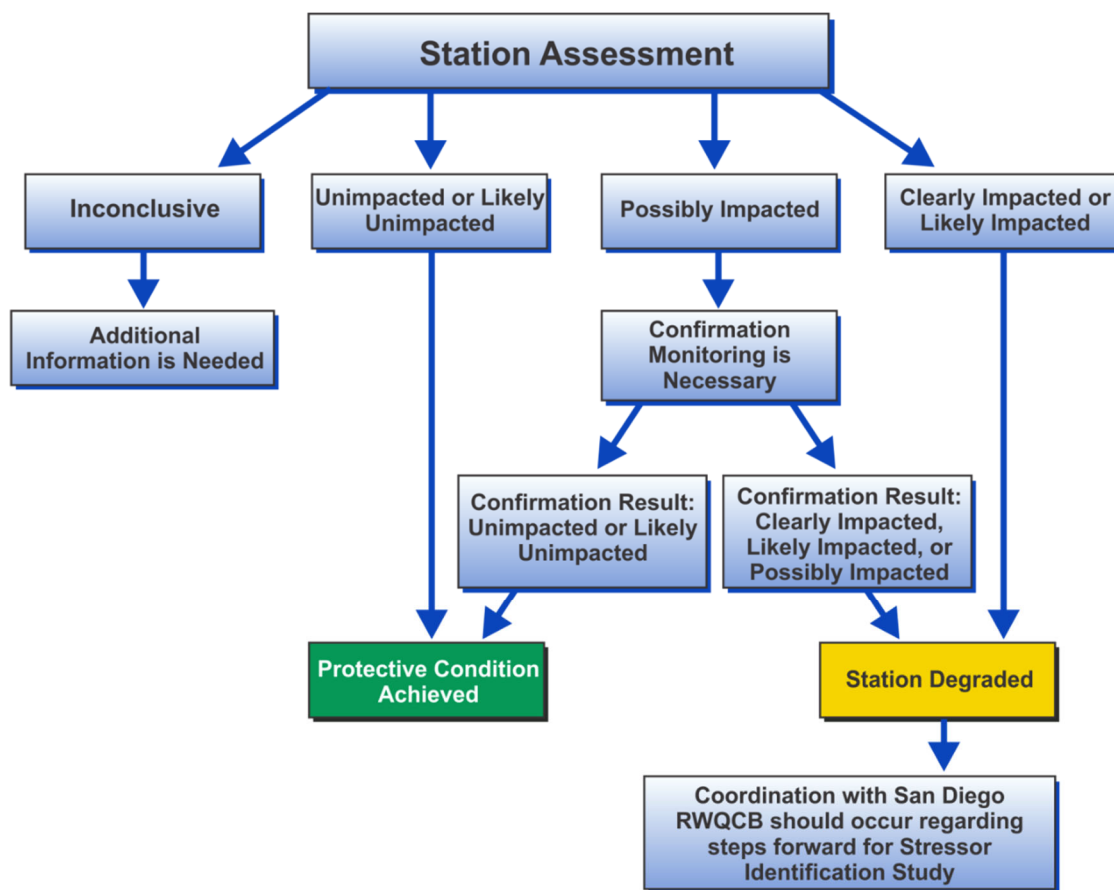 Station Assessment
Inconclusive
Unimpacted or Likely
Unimpacted
Possibly Impacted
Clearly Impacted or
Likely Impacted
Additional
Information is Needed
Confirmation
Monitoring is
Necessary
Confirmation Result:
Unimpacted or Likely
Unimpacted
Confirmation Result:
Clearly Impacted,
Likely Impacted, or
Possibly Impacted
Protective Condition
Achieved
Station Degraded
Coordination with San Diego
RWQCB should occur regarding
steps forward for Stressor
Identification Study